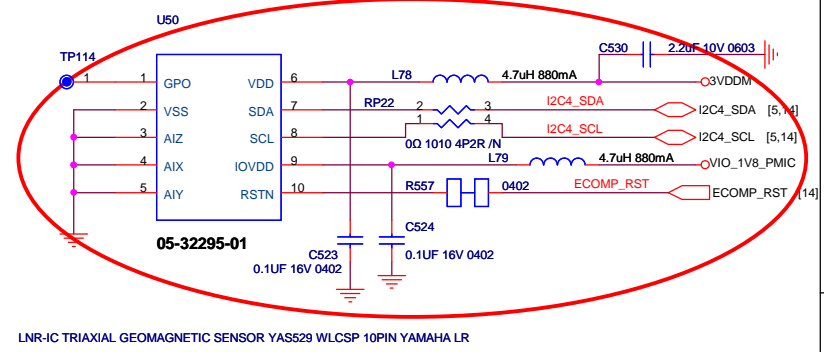 U50
C530 2.2uF 10V 0603
TP114
1 1 GPO VDD 6 L78 4.7uH 880mA 3VDDM
2 VSS SDA 7 RP22 2 3 I2C4_SDA I2C4_SDA [5,14]
3 AIZ SCL 8 1 4 I2C4_SCL I2C4_SCL [5,14]
0Ω 1010 4P2R /N
4 AIX IOVDD 9 L79 4.7uH 880mA VIO_1V8_PMIC
5 AIY RSTN 10 R557 0402 ECOMP_RST ECOMP_RST [14]
05-32295-01
C524
0.1UF 16V 0402
C523
0.1UF 16V 0402
LNR-IC TRIAXIAL GEOMAGNETIC SENSOR YAS529 WLCSP 10PIN YAMAHA LR